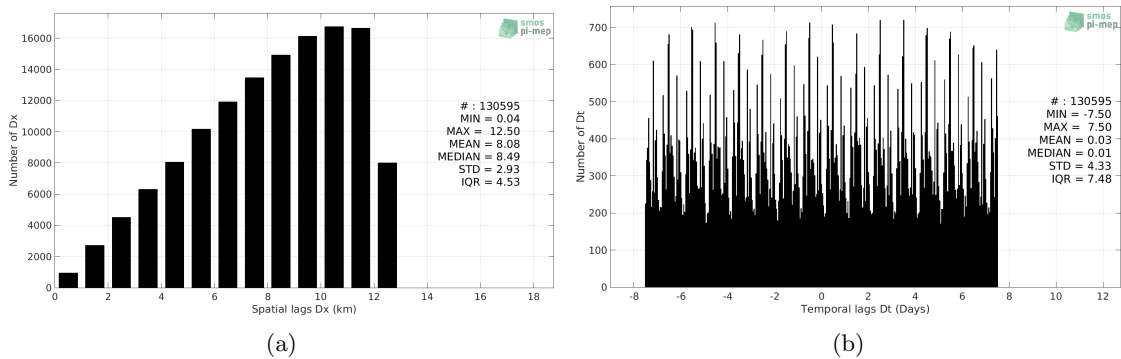 16000
14000
12000
10000
8000
6000
4000
2000
0
Number of Dx
0 2 4 6 8 10 12 14 16 18
Spatial lags Dx (km)
smos
pi-mep
# : 130595
MIN = 0.04
MAX = 12.50
MEAN = 8.08
MEDIAN = 8.49
STD = 2.93
IQR = 4.53
(a)
700
600
500
400
300
200
100
0
Number of Dt
-8 -6 -4 -2 0 2 4 6 8 10 12
Temporal lags Dt (Days)
smos
pi-mep
# : 130595
MIN = -7.50
MAX = 7.50
MEAN = 0.03
MEDIAN = 0.01
STD = 4.33
IQR = 7.48
(b)